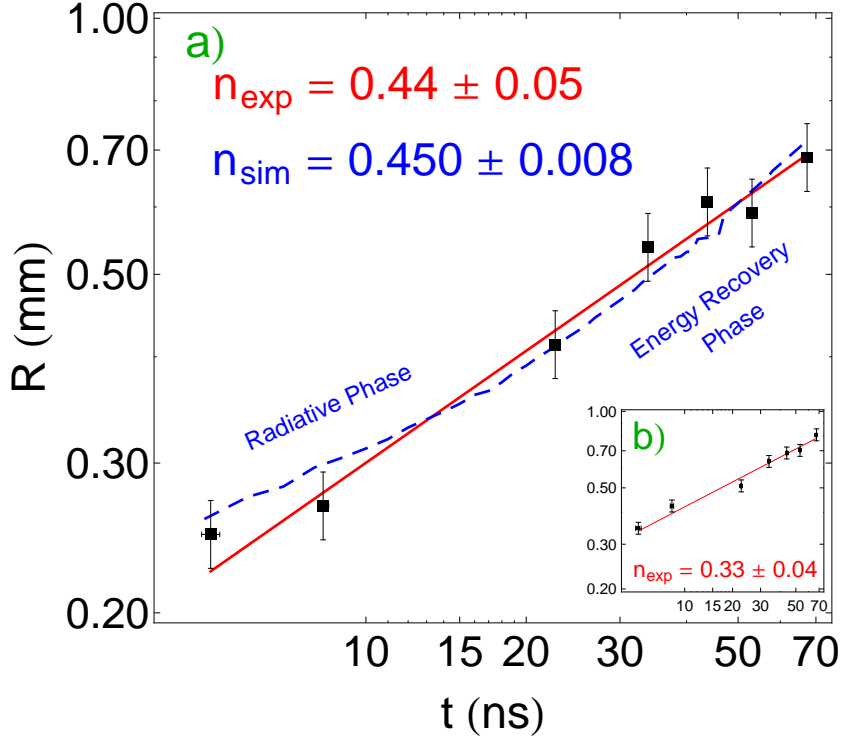 a)
n_exp = 0.44 ± 0.05
n_sim = 0.450 ± 0.008
Radiative Phase
Energy Recovery
Phase
R (mm)
1.00
0.70
0.50
0.30
0.20
10 15 20 30 50 70
t (ns)
b)
n_exp = 0.33 ± 0.04
1.00
0.70
0.50
0.30
0.20
10 15 20 30 50 70